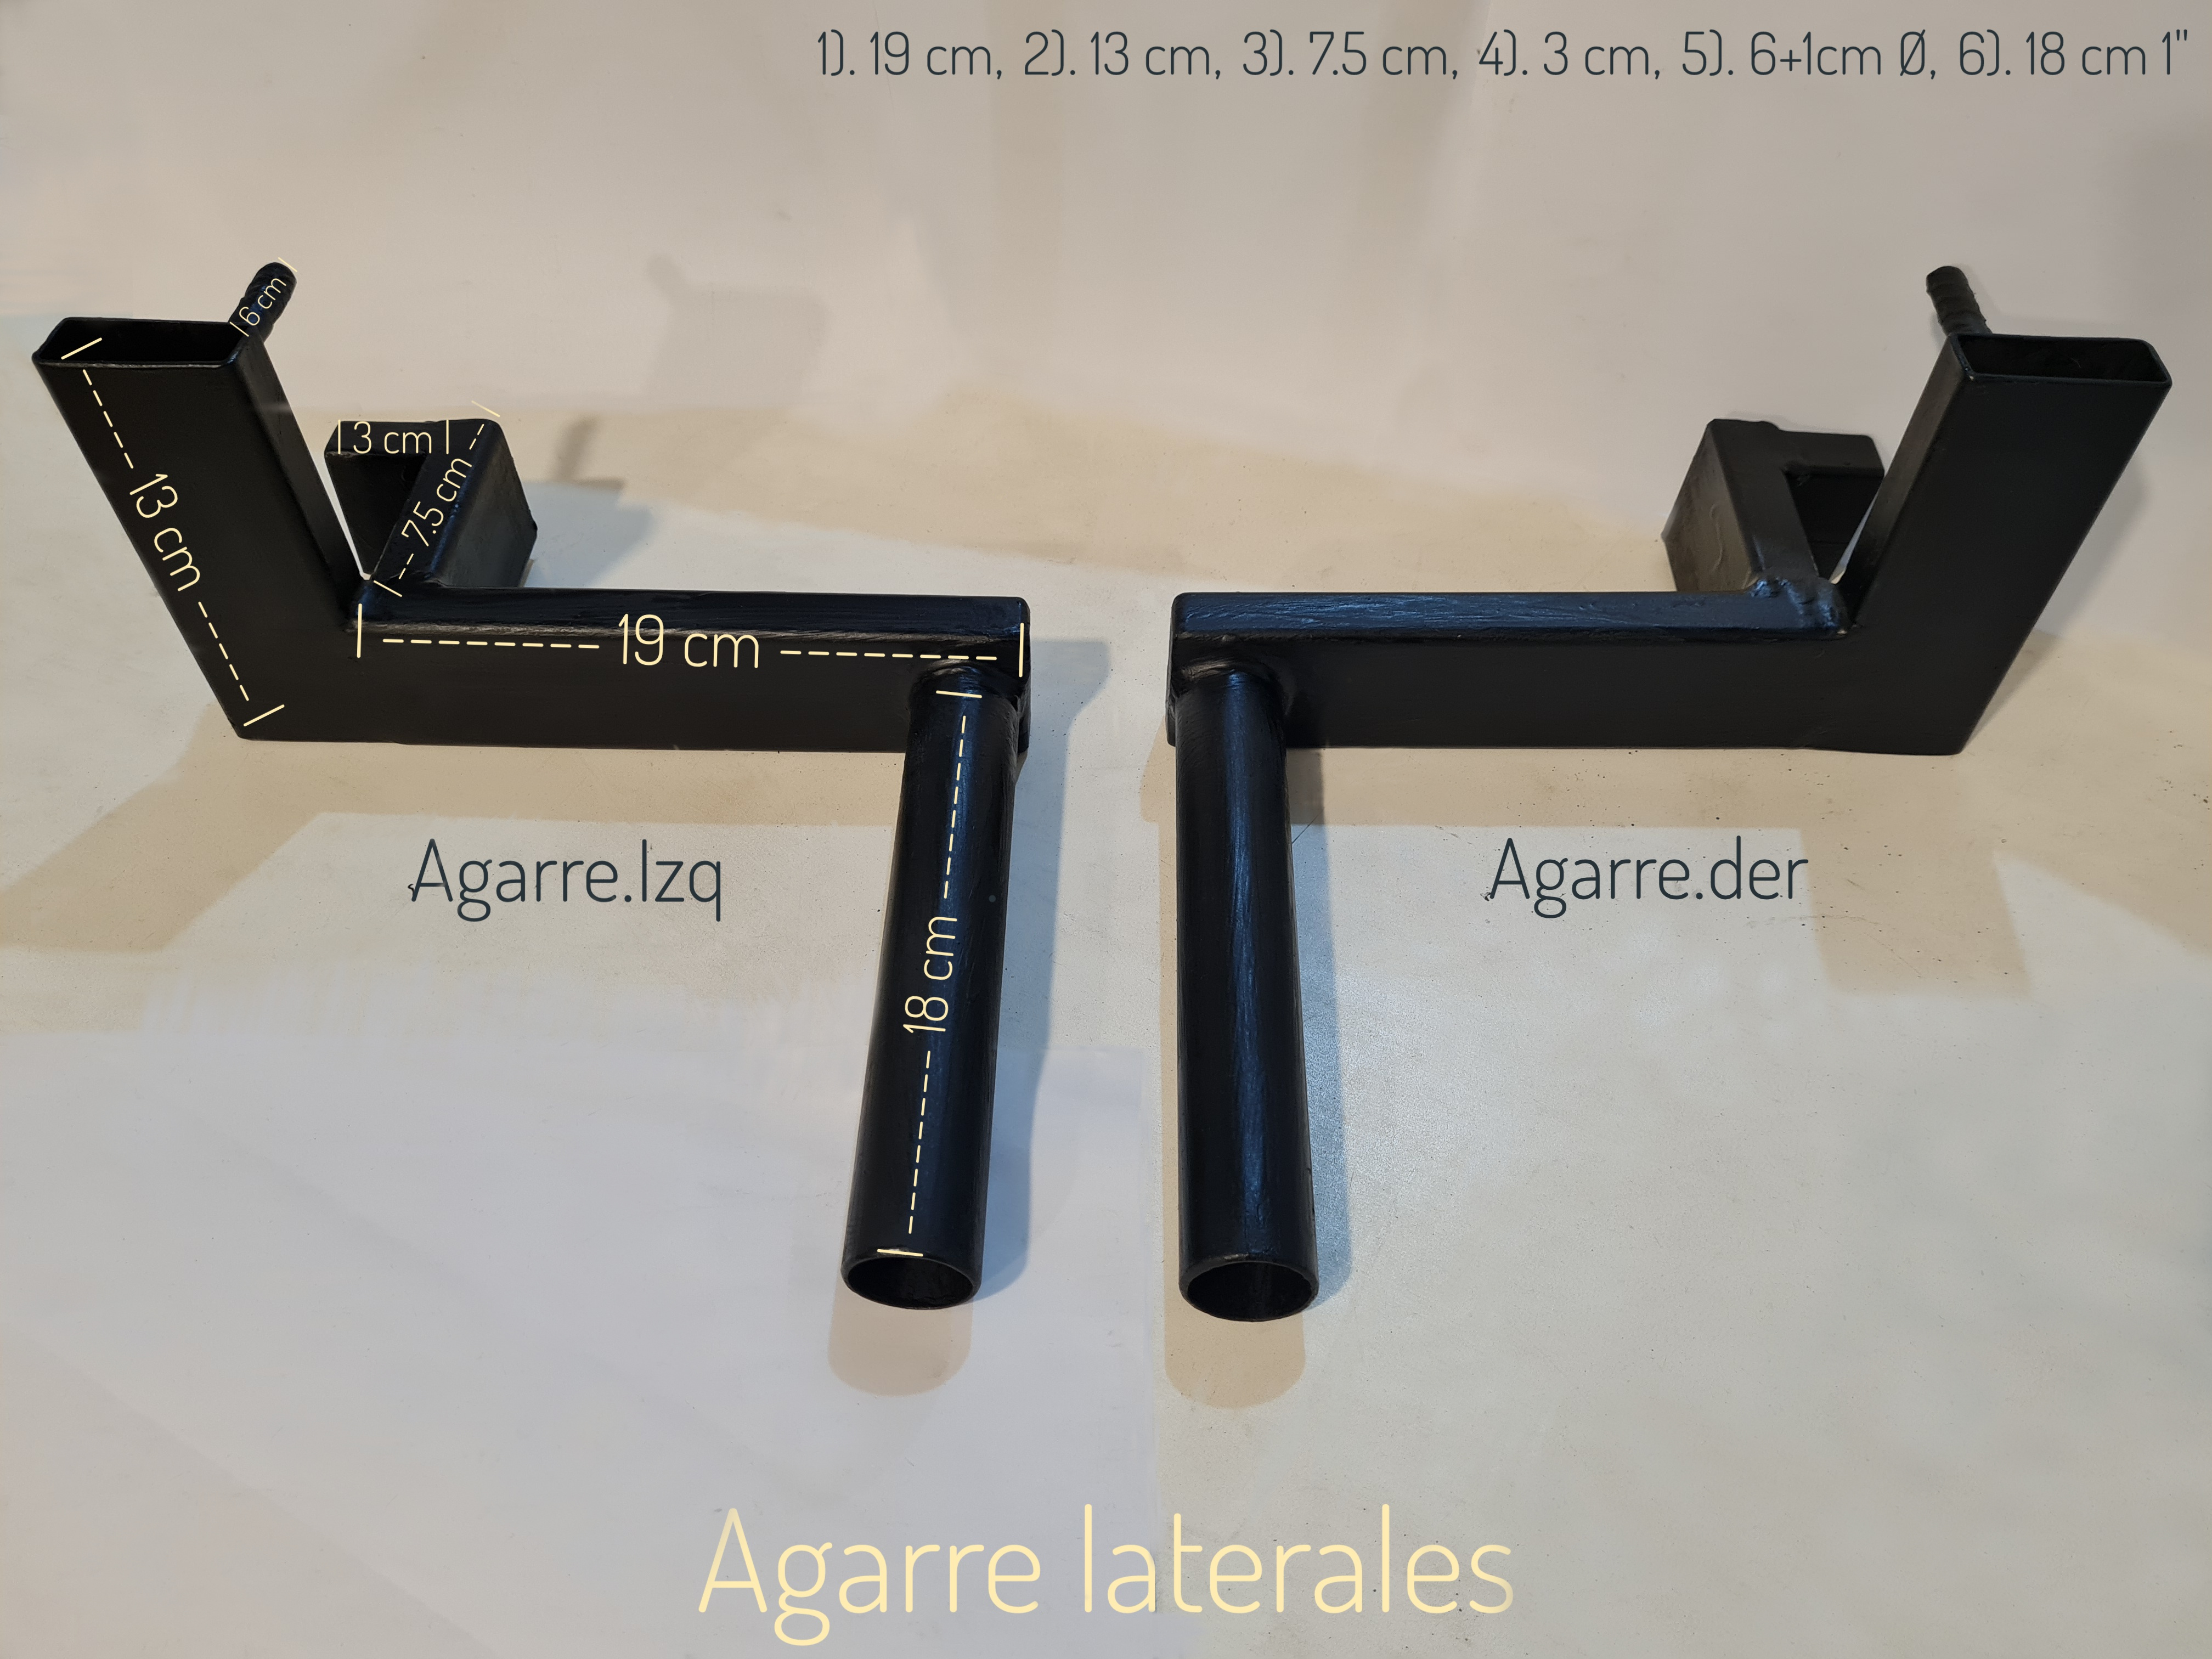 1). 19 cm, 2). 13 cm, 3). 7.5 cm, 4). 3 cm, 5). 6+1cm Ø, 6). 18 cm 1"
6 cm
3 cm
7.5 cm
13 cm
19 cm
18 cm
Agarre.Izq
Agarre.der
Agarre laterales